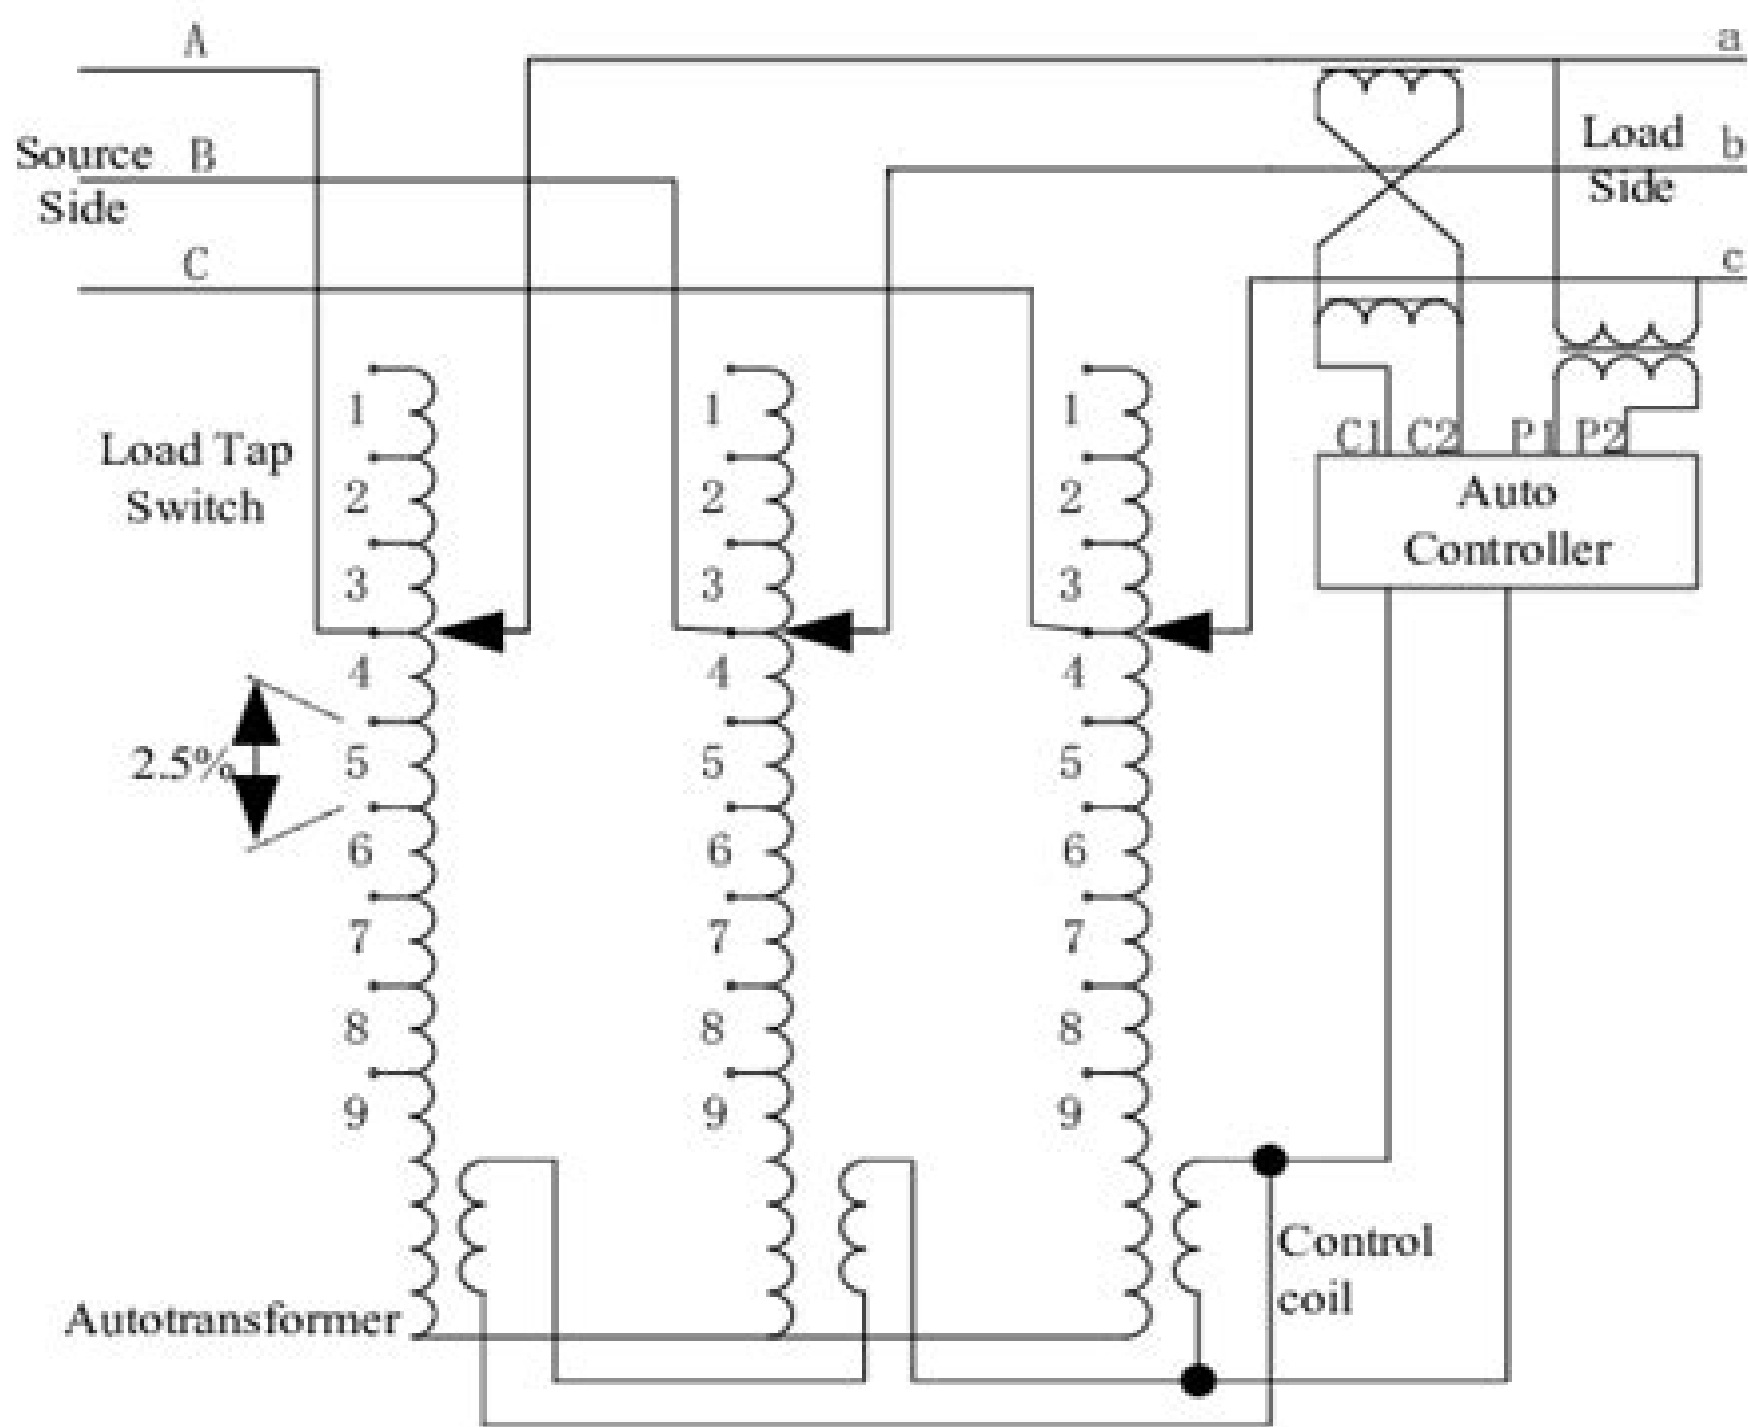 A
a
Source B
Side
Load b
Side
C
c
Load Tap
Switch
1
2
3
4
5
6
7
8
9
1
2
3
4
5
6
7
8
9
1
2
3
4
5
6
7
8
9
2.5%
C1 C2 P1 P2
Auto
Controller
Control
coil
Autotransformer